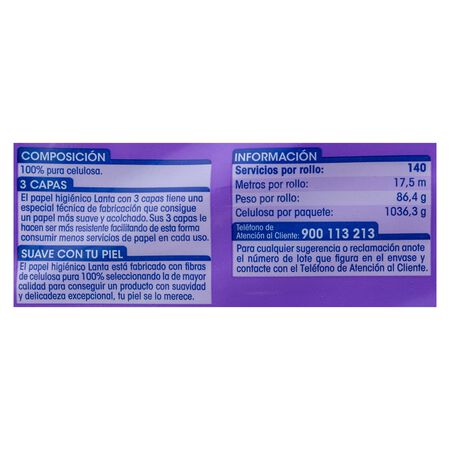 COMPOSICIÓN
100% pura celulosa.
3 CAPAS
El papel higiénico Lanta con 3 capas tiene una
especial técnica de fabricación que consigue
un papel más suave y acolchado. Sus 3 capas le
hacen ser más resistente facilitando de esta forma
consumir menos servicios de papel en cada uso.
SUAVE CON TU PIEL
El papel higiénico Lanta está fabricado con fibras
de celulosa pura 100% seleccionando la de mayor
calidad para conseguir un producto con suavidad
y delicadeza excepcional, tu piel se lo merece.
INFORMACIÓN
Servicios por rollo: 140
Metros por rollo: 17,5 m
Peso por rollo: 86,4 g
Celulosa por paquete: 1036,3 g
Teléfono de
Atención al Cliente: 900 113 213
Para cualquier sugerencia o reclamación anote
el número de lote que figura en el envase y
contacte con el Teléfono de Atención al Cliente.